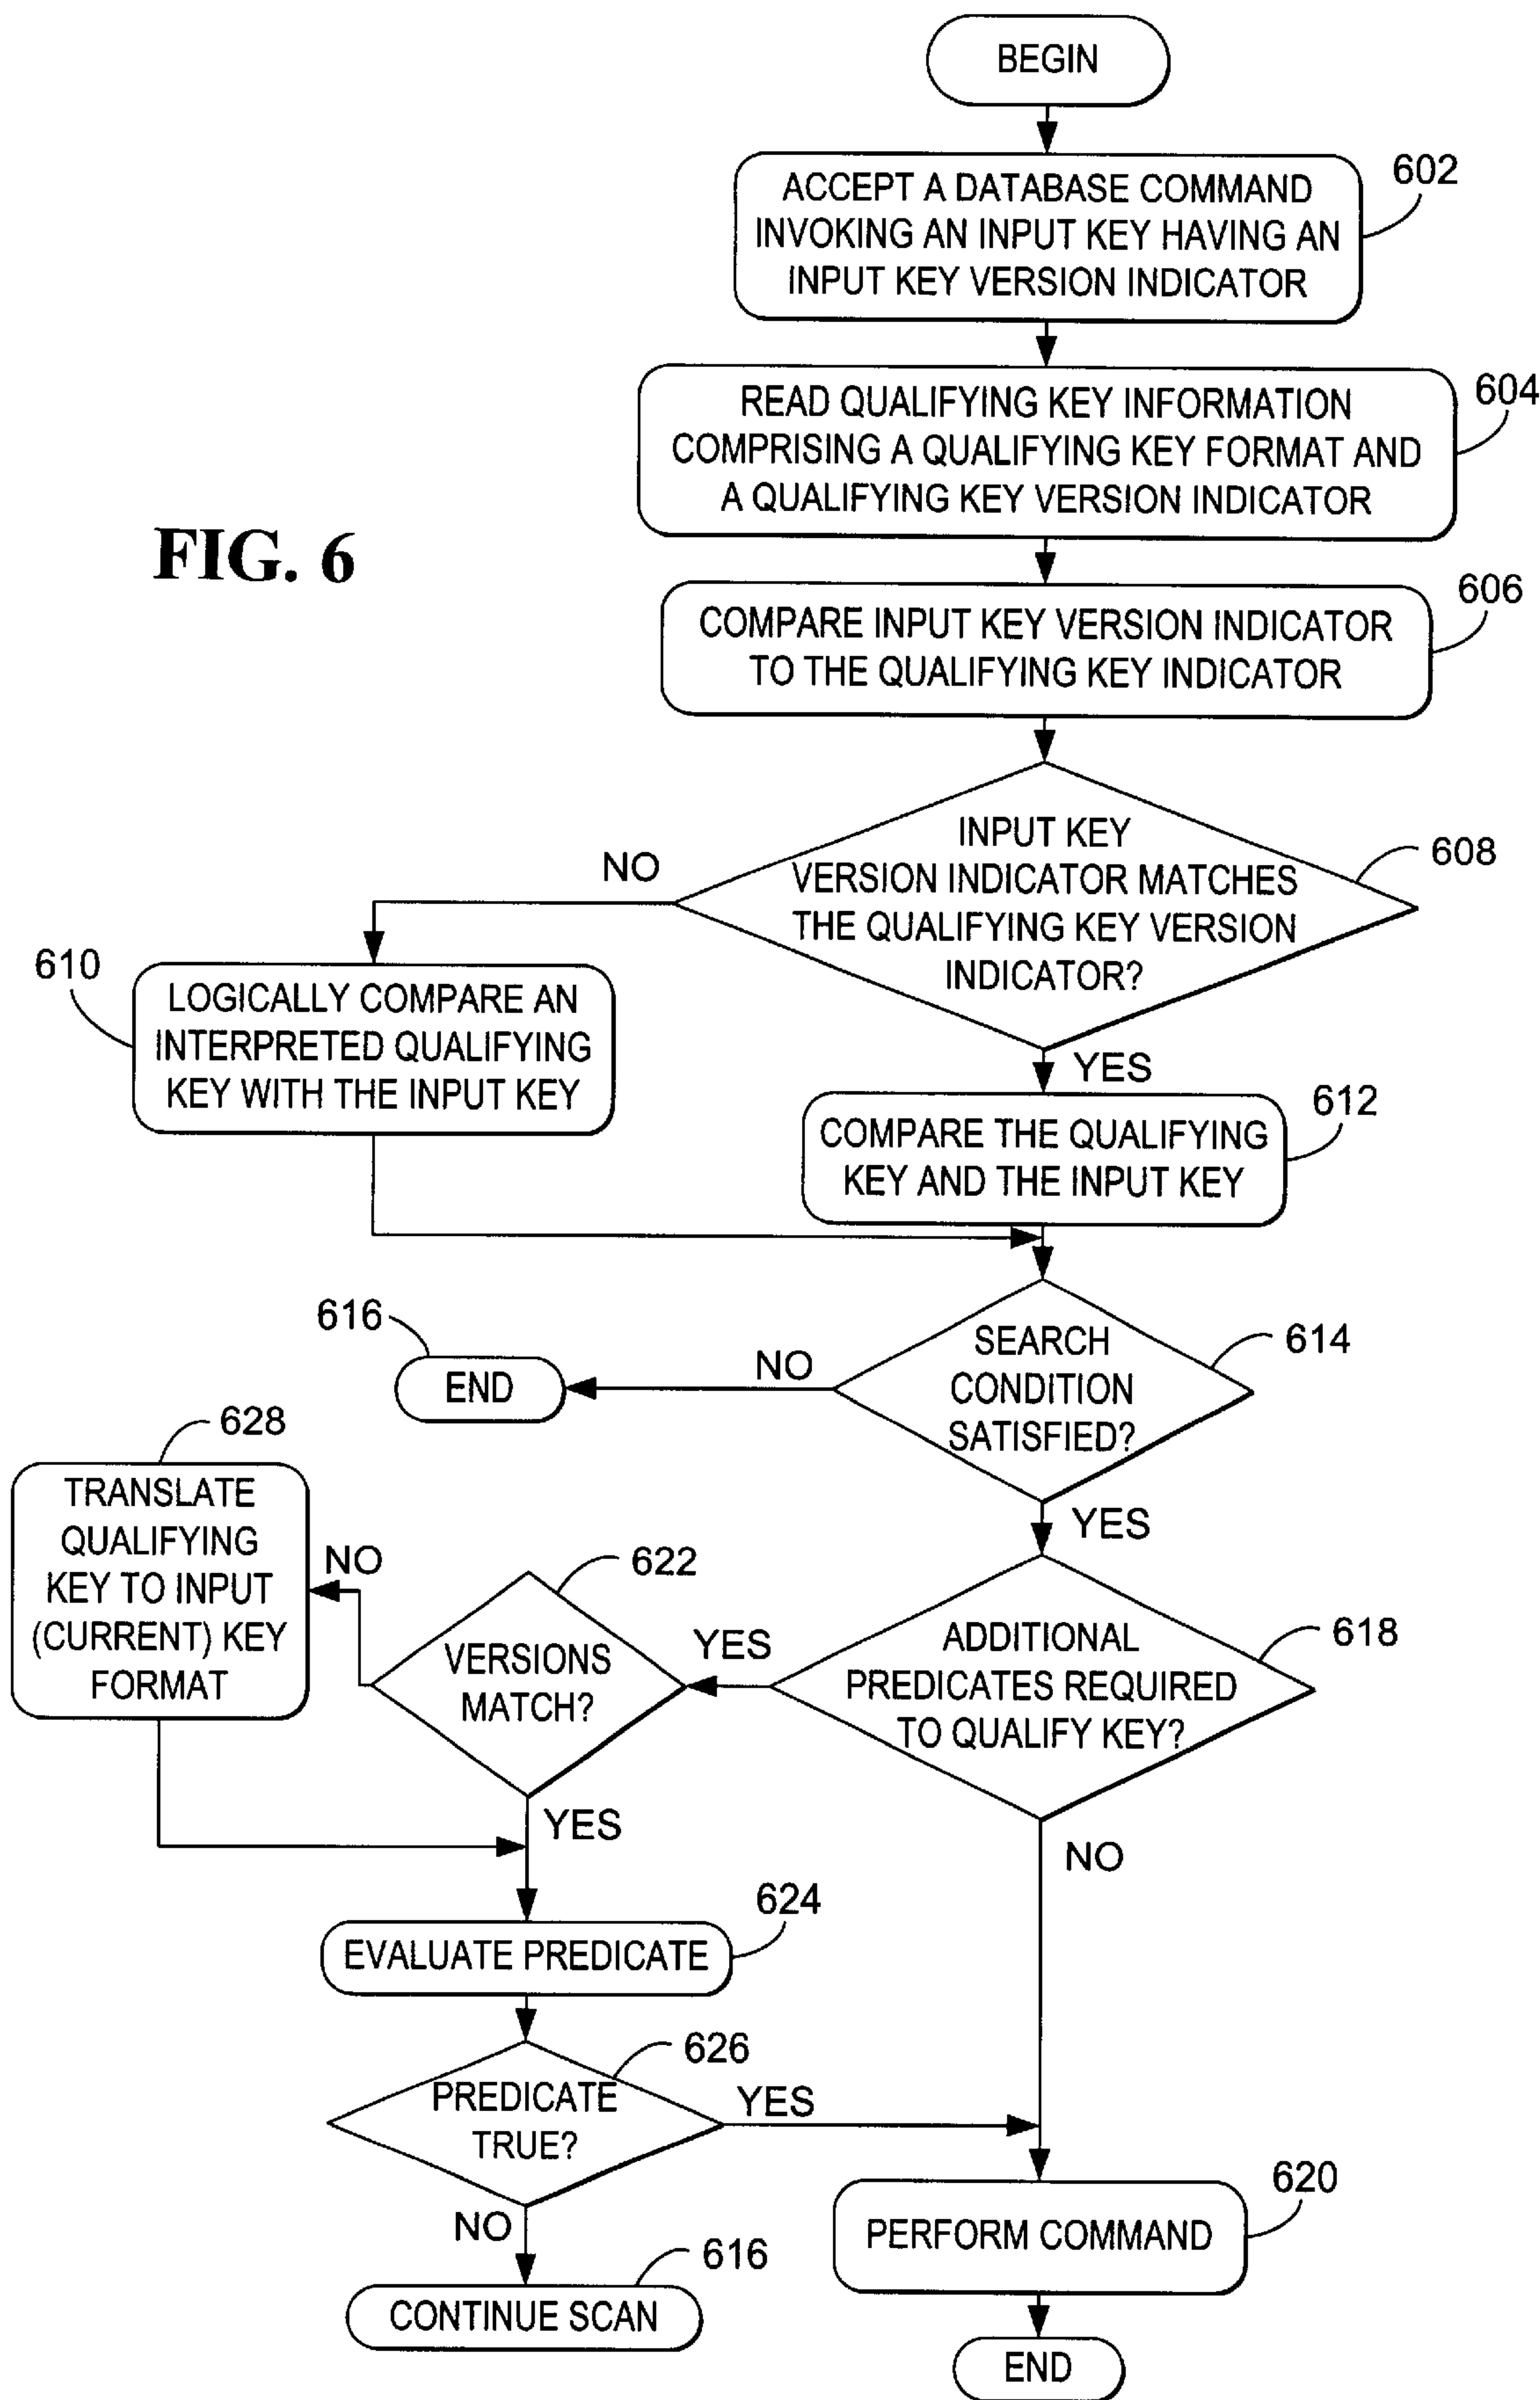 BEGIN
ACCEPT A DATABASE COMMAND
INVOKING AN INPUT KEY HAVING AN
INPUT KEY VERSION INDICATOR
602
READ QUALIFYING KEY INFORMATION
COMPRISING A QUALIFYING KEY FORMAT AND
A QUALIFYING KEY VERSION INDICATOR
604
FIG. 6
COMPARE INPUT KEY VERSION INDICATOR
TO THE QUALIFYING KEY INDICATOR
606
INPUT KEY
VERSION INDICATOR MATCHES
THE QUALIFYING KEY VERSION
INDICATOR?
608
NO
610
LOGICALLY COMPARE AN
INTERPRETED QUALIFYING
KEY WITH THE INPUT KEY
YES
COMPARE THE QUALIFYING
KEY AND THE INPUT KEY
612
SEARCH
CONDITION
SATISFIED?
614
NO
616
END
YES
628
TRANSLATE
QUALIFYING
KEY TO INPUT
(CURRENT) KEY
FORMAT
NO
VERSIONS
MATCH?
622
YES
ADDITIONAL
PREDICATES REQUIRED
TO QUALIFY KEY?
618
YES
NO
EVALUATE PREDICATE
624
PREDICATE
TRUE?
626
YES
NO
CONTINUE SCAN
616
PERFORM COMMAND
620
END